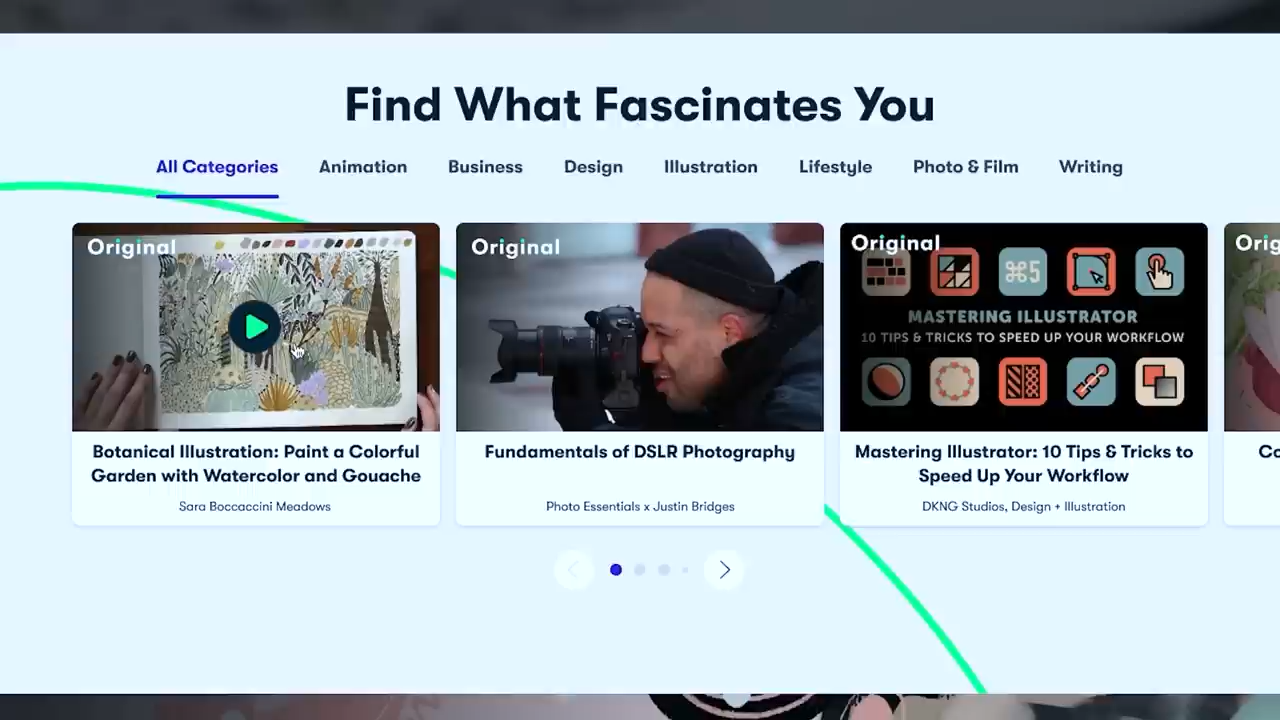 Find What Fascinates You
All Categories Animation Business Design Illustration Lifestyle Photo & Film Writing
Original
Original
Original
⌘5
MASTERING ILLUSTRATOR
10 TIPS & TRICKS TO SPEED UP YOUR WORKFLOW
Orig
Botanical Illustration: Paint a Colorful
Garden with Watercolor and Gouache
Sara Boccaccini Meadows
Fundamentals of DSLR Photography
Photo Essentials x Justin Bridges
Mastering Illustrator: 10 Tips & Tricks to
Speed Up Your Workflow
DKNG Studios, Design + Illustration
Co